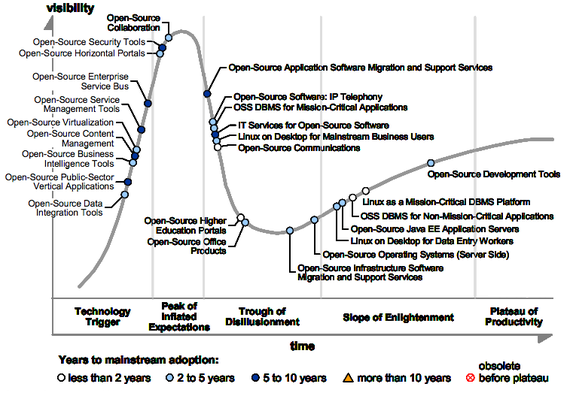 visibility
Open-Source
Collaboration
Open-Source Security Tools
Open-Source Horizontal Portals
Open-Source Enterprise
Service Bus
Open-Source Service
Management Tools
Open-Source Virtualization
Open-Source Content
Management
Open-Source Business
Intelligence Tools
Open-Source Public-Sector
Vertical Applications
Open-Source Data
Integration Tools
Open-Source Application Software Migration and Support Services
Open-Source Software: IP Telephony
OSS DBMS for Mission-Critical Applications
IT Services for Open-Source Software
Linux on Desktop for Mainstream Business Users
Open-Source Communications
Open-Source Higher
Education Portals
Open-Source Office
Products
Open-Source Development Tools
Linux as a Mission-Critical DBMS Platform
OSS DBMS for Non-Mission-Critical Applications
Open-Source Java EE Application Servers
Linux on Desktop for Data Entry Workers
Open-Source Operating Systems (Server Side)
Open-Source Infrastructure Software
Migration and Support Services
Technology
Trigger
Peak of
Inflated
Expectations
Trough of
Disillusionment
Slope of Enlightenment
Plateau of
Productivity
time
Years to mainstream adoption:
less than 2 years
2 to 5 years
5 to 10 years
more than 10 years
obsolete
before plateau